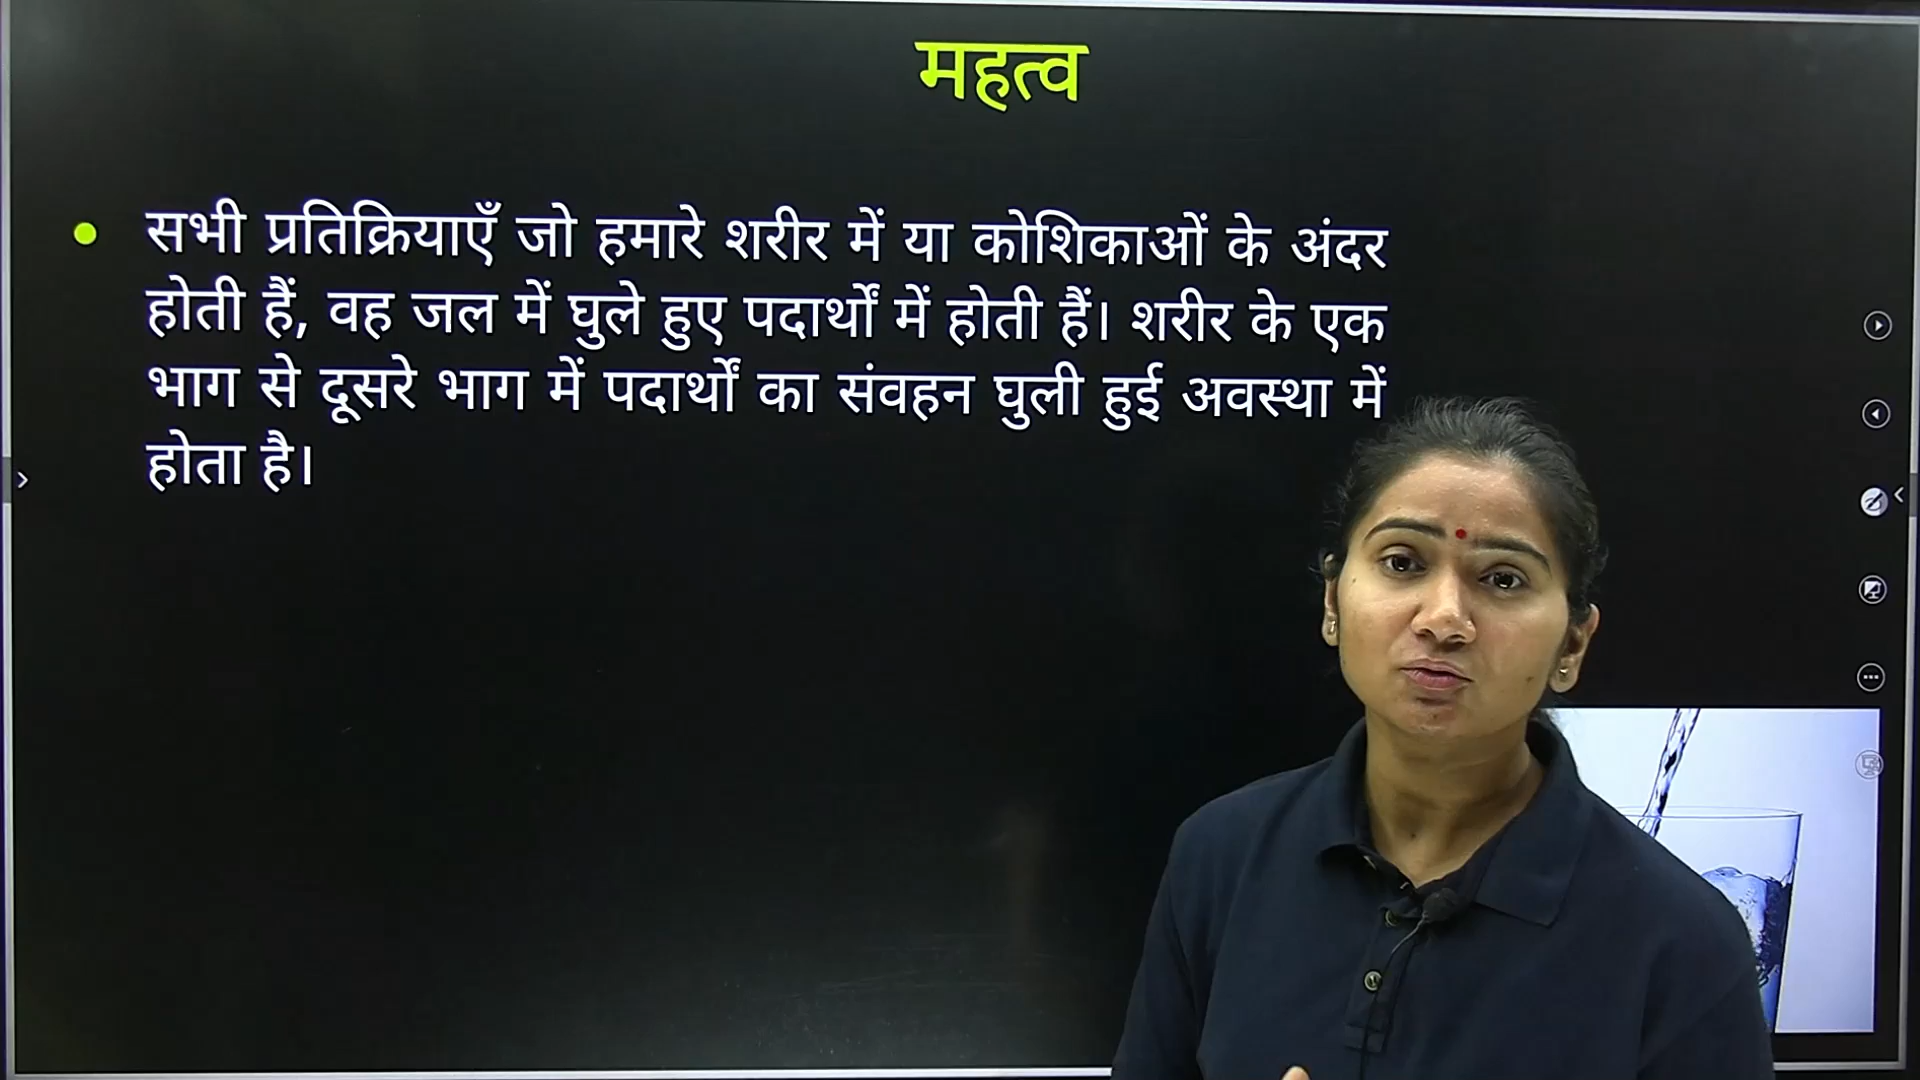 महत्व
सभी प्रतिक्रियाएँ जो हमारे शरीर में या कोशिकाओं के अंदर
होती हैं, वह जल में घुले हुए पदार्थों में होती हैं। शरीर के एक
भाग से दूसरे भाग में पदार्थों का संवहन घुली हुई अवस्था में
होता है।